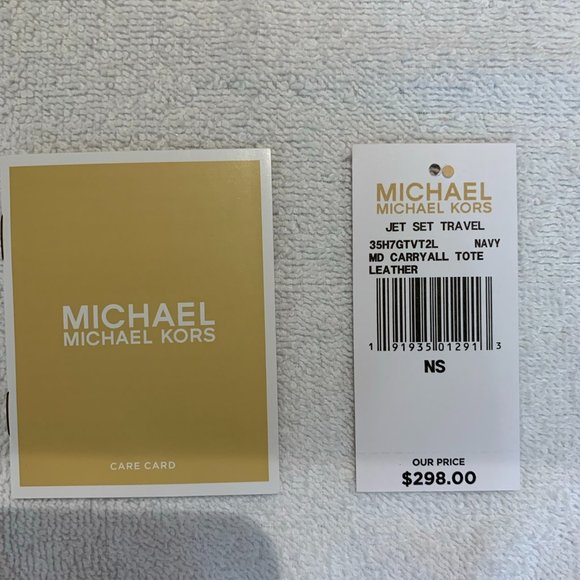 MICHAEL
MICHAEL KORS
CARE CARD
MICHAEL
MICHAEL KORS
JET SET TRAVEL
35H7GTVT2L NAVY
MD CARRYALL TOTE
LEATHER
1 91935 01291 3
NS
OUR PRICE
$298.00